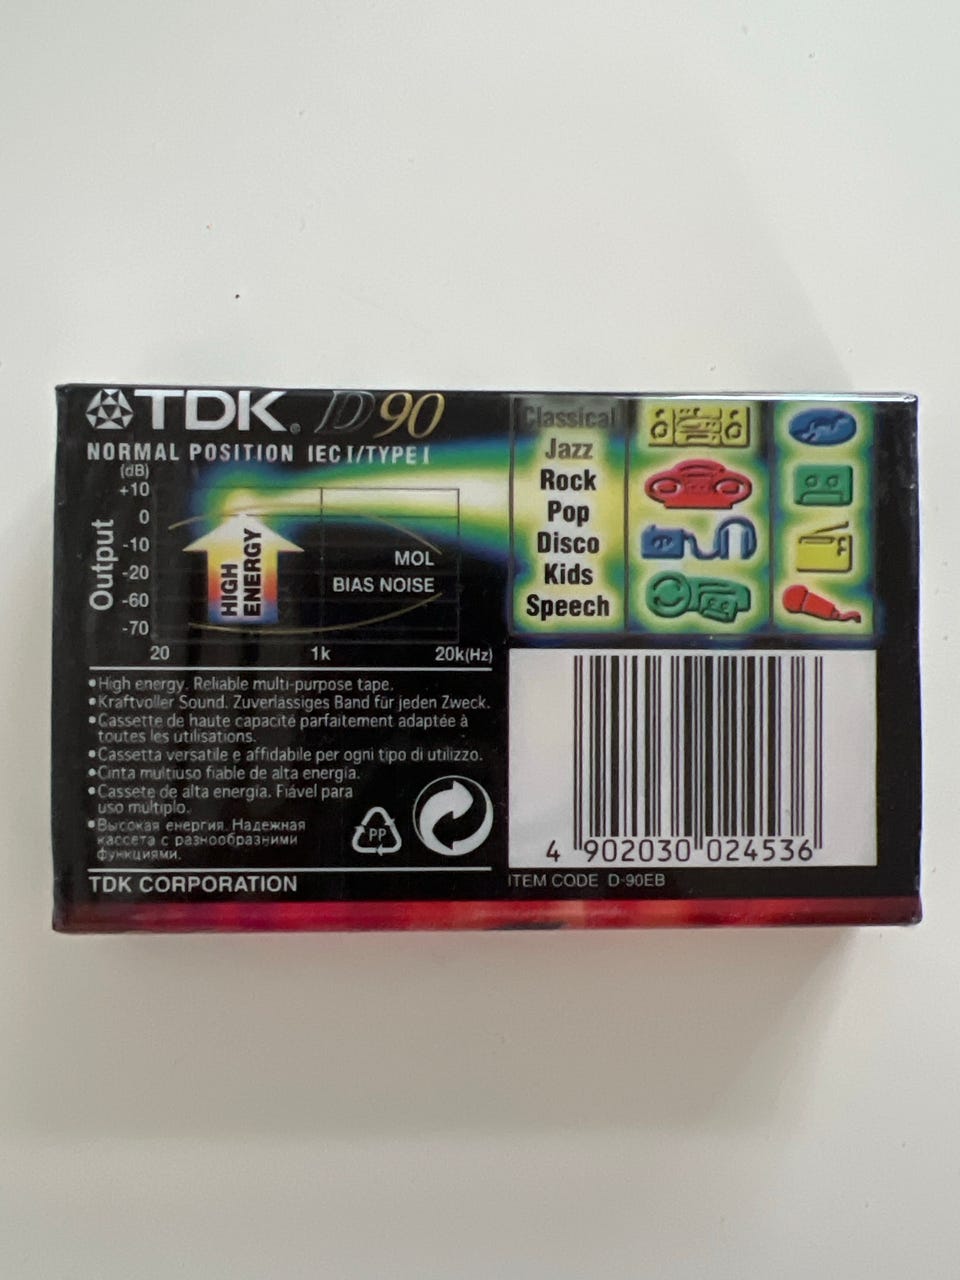 TDK® D90
NORMAL POSITION IEC I/TYPE I
(dB)
+10
0
-10
-20
-60
-70
Output
HIGH
ENERGY
MOL
BIAS NOISE
20 1k 20k(Hz)
Classical
Jazz
Rock
Pop
Disco
Kids
Speech
•High energy. Reliable multi-purpose tape.
•Kraftvoller Sound. Zuverlässiges Band für jeden Zweck.
•Cassette de haute capacité parfaitement adaptée à
toutes les utilisations.
•Cassetta versatile e affidabile per ogni tipo di utilizzo.
•Cinta multiuso fiable de alta energía.
•Cassete de alta energia. Fiável para
uso múltiplo.
•Высокая енергия. Надежная
кассета с разнообразними
функциями.
PP
TDK CORPORATION
4 902030 024536
ITEM CODE D-90EB